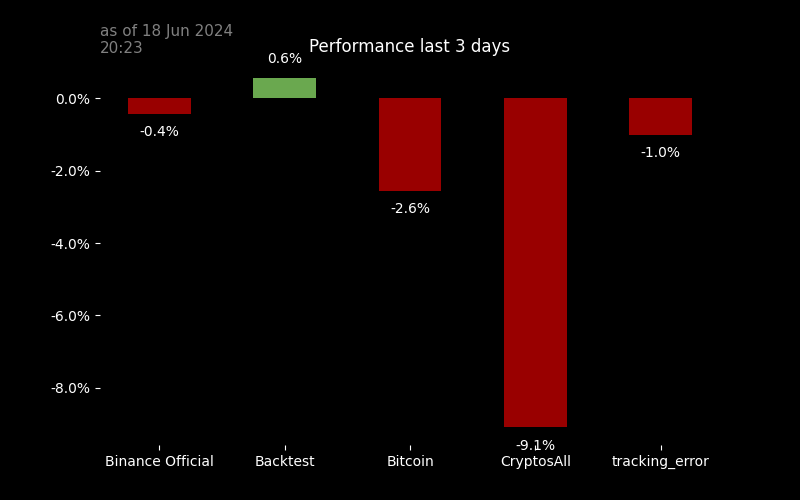 as of 18 Jun 2024
20:23
Performance last 3 days
0.6%
0.0%
-0.4%
-1.0%
-2.0%
-2.6%
-4.0%
-6.0%
-8.0%
-9.1%
Binance Official
Backtest
Bitcoin
CryptosAll
tracking_error